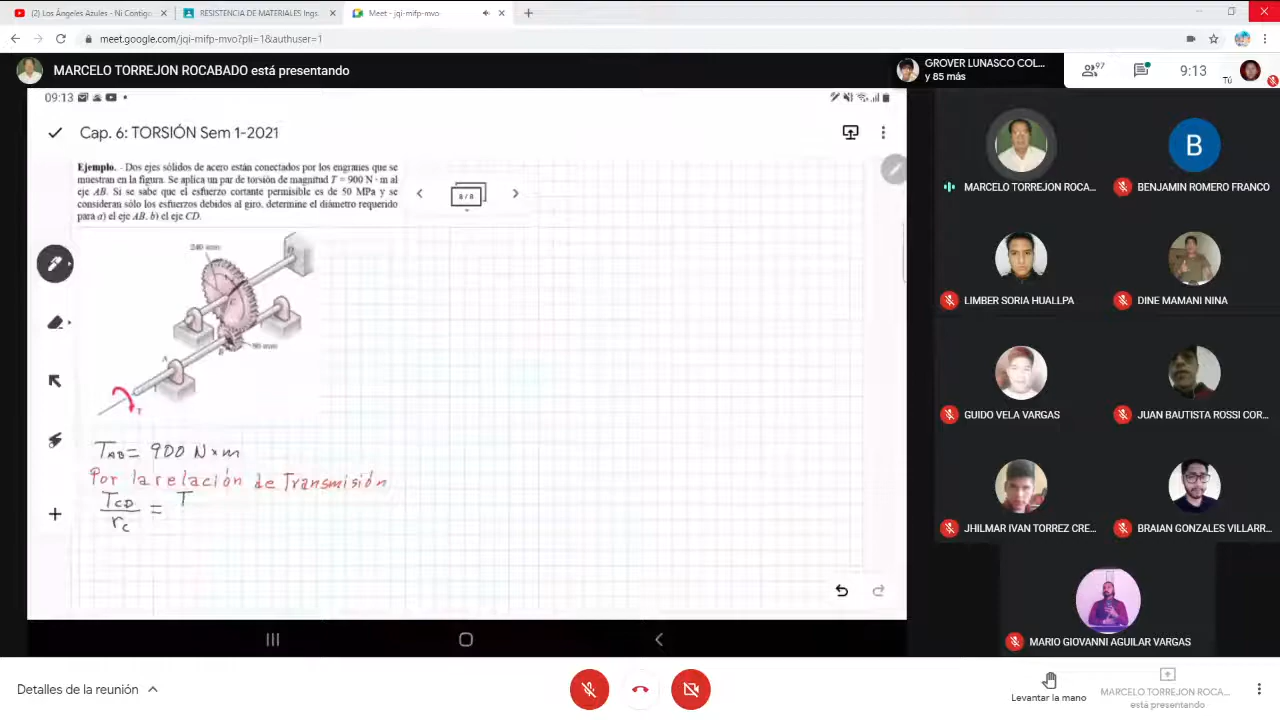 (2) Los Ángeles Azules - Ni Contig
RESISTENCIA DE MATERIALES Ings.
Meet - jqi-mifp-mvo
meet.google.com/jqi-mifp-mvo?pli=1&authuser=1
MARCELO TORREJON ROCABADO está presentando
GROVER LUNASCO COL...
y 85 más
97
9:13
Tú
09:13
Cap. 6: TORSIÓN Sem 1-2021
Ejemplo. - Dos ejes sólidos de acero están conectados por los engranes que se
muestran en la figura. Se aplica un par de torsión de magnitud T = 900 N · m al
eje AB. Si se sabe que el esfuerzo cortante permisible es de 50 MPa y se
consideran sólo los esfuerzos debidos al giro, determine el diámetro requerido
para a) el eje AB, b) el eje CD.
8 / 8
240 mm
80 mm
A
B
T
T_AB = 900 N × m
Por la relación de Transmisión
T_CD / r_C = T
MARCELO TORREJON ROCA...
BENJAMIN ROMERO FRANCO
B
LIMBER SORIA HUALLPA
DINE MAMANI NINA
GUIDO VELA VARGAS
JUAN BAUTISTA ROSSI COR...
JHILMAR IVAN TORREZ CRE...
BRAIAN GONZALES VILLARR...
MARIO GIOVANNI AGUILAR VARGAS
Detalles de la reunión
Levantar la mano
MARCELO TORREJON ROCA...
está presentando